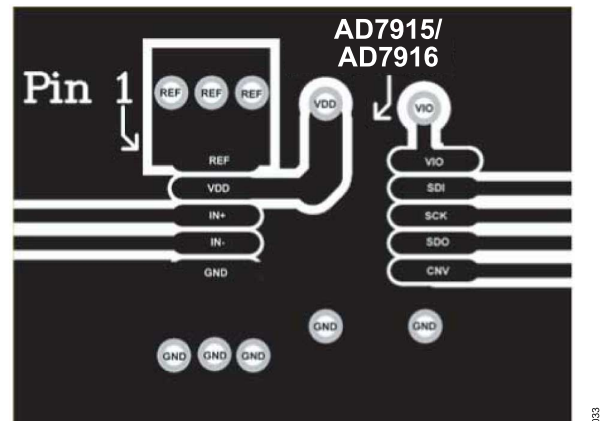 AD7915/
AD7916
Pin 1
REF REF REF
VDD
VIO
REF
VDD
IN+
IN-
GND
VIO
SDI
SCK
SDO
CNV
GND
GND
GND GND GND
033